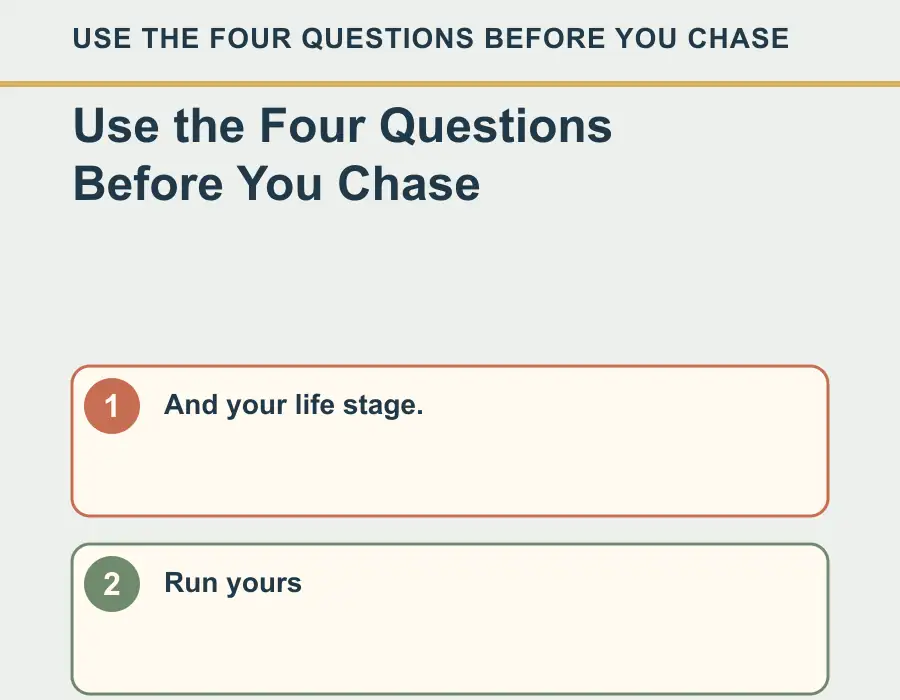 USE THE FOUR QUESTIONS BEFORE YOU CHASE
Use the Four Questions
Before You Chase
1
And your life stage.
2
Run yours